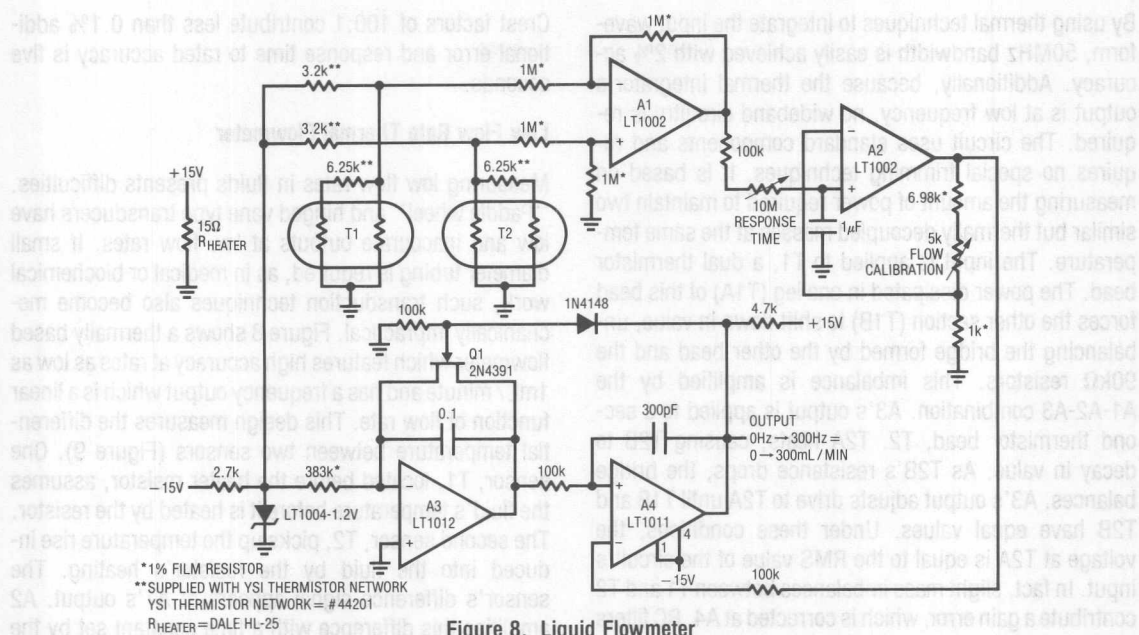 By using thermal techniques to integrate the input wave-
form, 50MHz bandwidth is easily achieved with 2% ac-
curacy. Additionally, because the thermal integrator's
output is at low frequency, no wideband circuitry is re-
quired. The circuit uses standard components and re-
quires no special trimming techniques. It is based on
measuring the amount of power required to maintain two
similar but thermally decoupled masses at the same tem-
perature. The input is applied to T1, a dual thermistor
bead. The power dissipated in one leg (T1A) of this bead
forces the other section (T1B) to shift down in value, un-
balancing the bridge formed by the other bead and the
90kΩ resistors. This imbalance is amplified by the
A1-A2-A3 combination. A3's output is applied to a sec-
ond thermistor bead, T2. T2A heats, causing T2B to
decay in value. As T2B's resistance drops, the bridge
balances. A3's output adjusts drive to T2A until T1B and
T2B have equal values. Under these conditions, the
voltage at T2A is equal to the RMS value of the circuit's
input. In fact, slight mass imbalances between T1 and T2
contribute a gain error, which is corrected at A4. RC filters
Crest factors of 100:1 contribute less than 0.1% addi-
tional error and response time to rated accuracy is five
seconds.
Low Flow Rate Thermal Flowmeter
Measuring low flow rates in fluids presents difficulties.
"Paddle wheel" and hinged vane type transducers have
low and inaccurate outputs at low flow rates. If small
diameter tubing is required, as in medical or biochemical
work, such transduction techniques also become me-
chanically impractical. Figure 8 shows a thermally based
flowmeter which features high accuracy at rates as low as
1mL/minute and has a frequency output which is a linear
function of flow rate. This design measures the differen-
tial temperature between two sensors (Figure 9). One
sensor, T1, located before the heater resistor, assumes
the fluid's temperature before it is heated by the resistor.
The second sensor, T2, picks up the temperature rise in-
duced into the fluid by the resistor's heating. The
sensor's difference signal appears at A1's output. A2
amplifies this difference with a time constant set by the
3.2k**
1M*
1M*
A1
LT1002
3.2k**
1M*
1M*
6.25k**
6.25k**
T1
T2
+15V
15Ω
RHEATER
100k
10M
RESPONSE
TIME
1µF
A2
LT1002
6.98k*
5k
FLOW
CALIBRATION
1k*
100k
1N4148
4.7k
+15V
Q1
2N4391
0.1
300pF
OUTPUT
0Hz → 300Hz =
0 → 300mL / MIN
-15V
2.7k
383k*
LT1004-1.2V
A3
LT1012
100k
A4
LT1011
1
4
-15V
100k
* 1% FILM RESISTOR
** SUPPLIED WITH YSI THERMISTOR NETWORK
YSI THERMISTOR NETWORK = #44201
RHEATER = DALE HL-25
Figure 8. Liquid Flowmeter